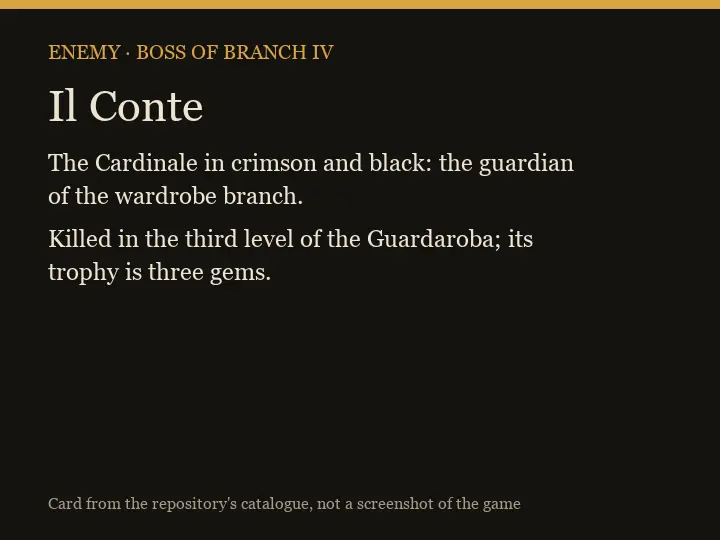 ENEMY · BOSS OF BRANCH IV
Il Conte
The Cardinale in crimson and black: the guardian
of the wardrobe branch.
Killed in the third level of the Guardaroba; its
trophy is three gems.
Card from the repository's catalogue, not a screenshot of the game